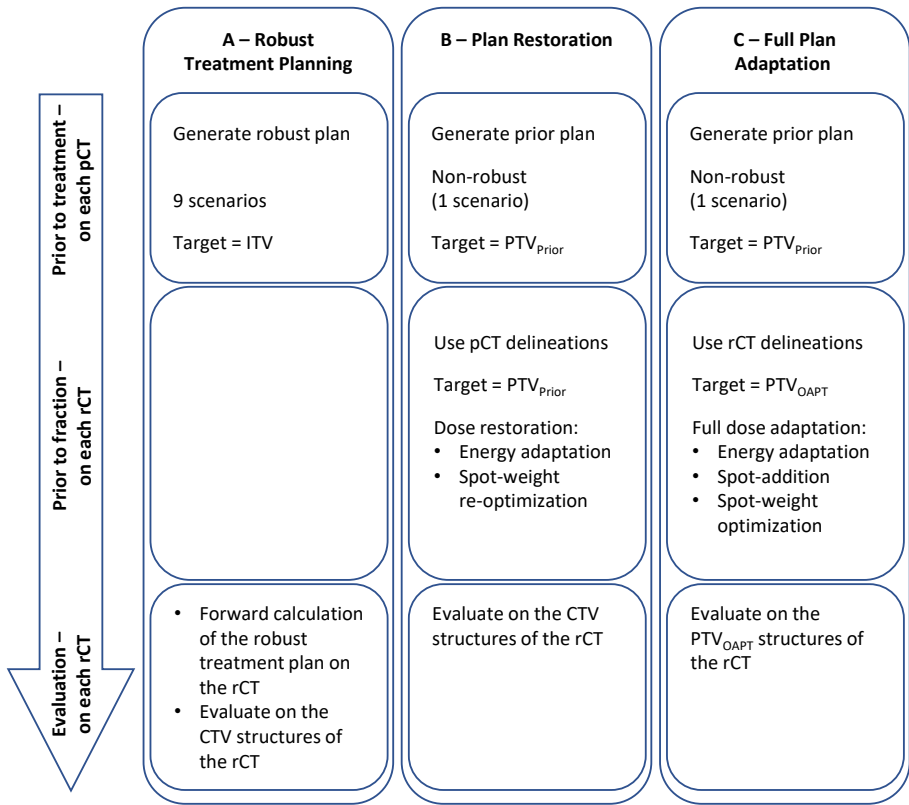 A – Robust
Treatment Planning
B – Plan Restoration
C – Full Plan
Adaptation
Prior to treatment –
on each pCT
Generate robust plan
9 scenarios
Target = ITV
Generate prior plan
Non-robust
(1 scenario)
Target = PTV_Prior
Generate prior plan
Non-robust
(1 scenario)
Target = PTV_Prior
Prior to fraction –
on each rCT
Use pCT delineations
Target = PTV_Prior
Dose restoration:
• Energy adaptation
• Spot-weight
re-optimization
Use rCT delineations
Target = PTV_OAPT
Full dose adaptation:
• Energy adaptation
• Spot-addition
• Spot-weight
optimization
Evaluation –
on each rCT
• Forward calculation
of the robust
treatment plan on
the rCT
• Evaluate on the
CTV structures of
the rCT
Evaluate on the CTV
structures of the rCT
Evaluate on the
PTV_OAPT structures of
the rCT